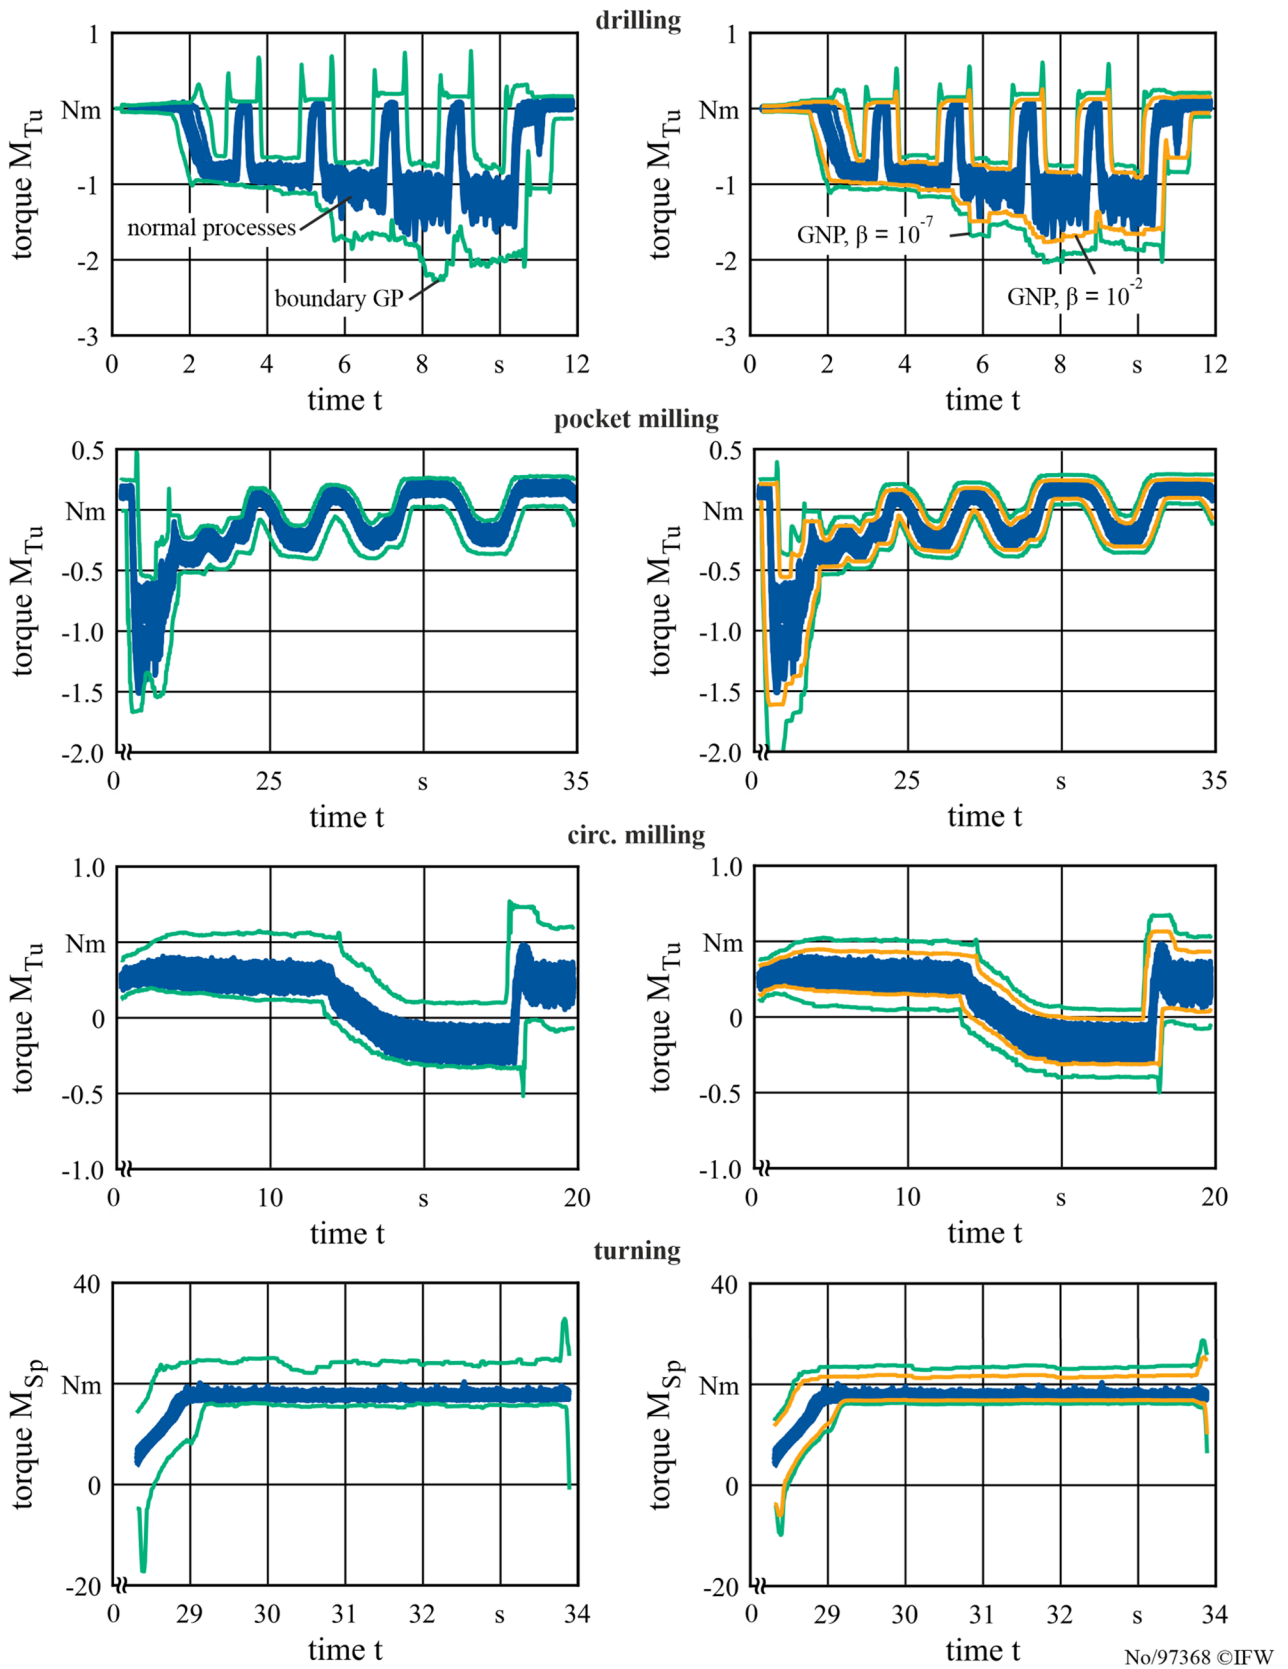 drilling
1
Nm
-1
-2
-3
torque M_Tu
normal processes
boundary GP
0 2 4 6 8 s 12
time t
1
Nm
-1
-2
-3
torque M_Tu
GNP, β = 10^-7
GNP, β = 10^-2
0 2 4 6 8 s 12
time t
pocket milling
0.5
Nm
-0.5
-1.0
-1.5
-2.0
torque M_Tu
0 25 s 35
time t
0.5
Nm
-0.5
-1.0
-1.5
-2.0
torque M_Tu
0 25 s 35
time t
circ. milling
1.0
Nm
0
-0.5
-1.0
torque M_Tu
0 10 s 20
time t
1.0
Nm
0
-0.5
-1.0
torque M_Tu
0 10 s 20
time t
turning
40
Nm
0
-20
torque M_Sp
0 29 30 31 32 s 34
time t
40
Nm
0
-20
torque M_Sp
0 29 30 31 32 s 34
time t
No/97368 ©IFW